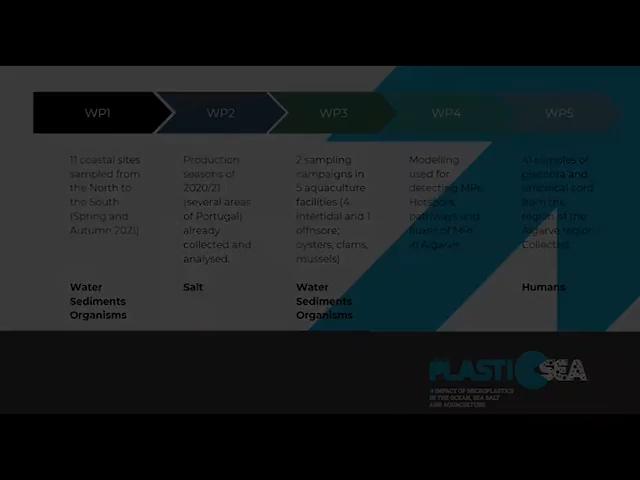 WP1
WP2
WP3
WP4
WP5
11 coastal sites
sampled from
the North to
the South
(Spring and
Autumn 2021)
Water
Sediments
Organisms
Production
seasons of
2020/21
(several areas
of Portugal)
already
collected and
analysed.
Salt
2 sampling
campaigns in
5 aquaculture
facilities (4
intertidal and 1
offhsore;
oysters, clams,
mussels)
Water
Sediments
Organisms
Modelling
used for
detecting MPs
Hotspots,
pathways and
fluxes of MPs
in Algarve
samples of
placenta and
umbilical cord
from the
region of the
Algarve region
Collected
Humans
PLASTICSEA
IMPACT OF MICROPLASTICS
IN THE OCEAN, SEA SALT
AND AQUACULTURE